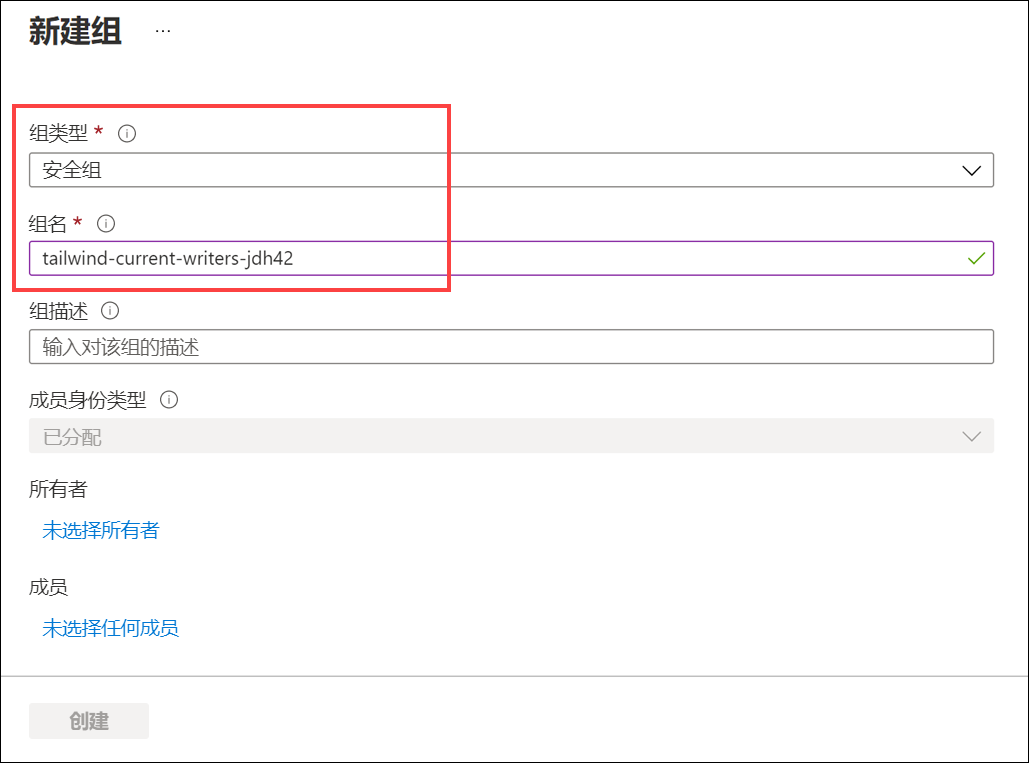 新建组 ...
组类型 *
安全组
组名 *
tailwind-current-writers-jdh42
组描述
输入对该组的描述
成员身份类型
已分配
所有者
未选择所有者
成员
未选择任何成员
创建